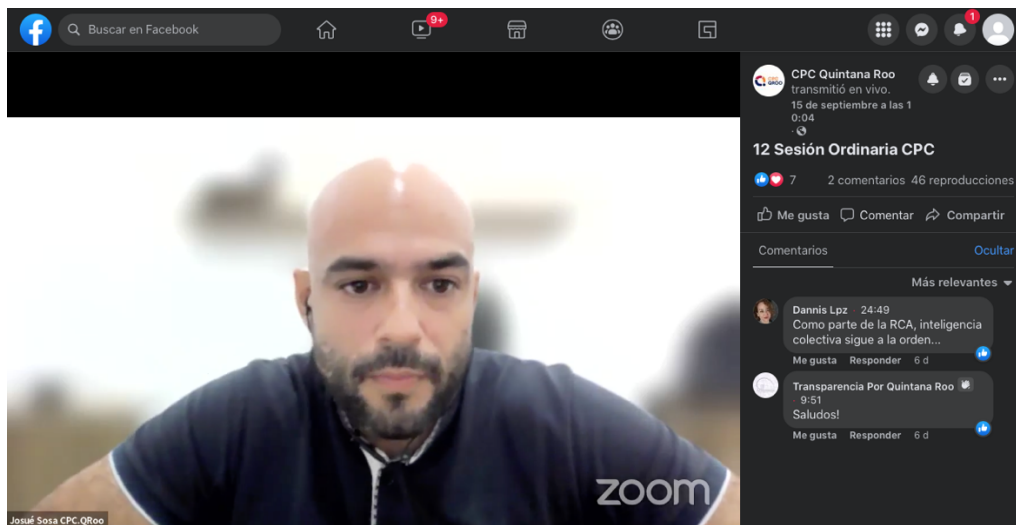 Buscar en Facebook
9+
1
CPC QROO
CPC Quintana Roo
transmitió en vivo.
15 de septiembre a las 1
0:04
12 Sesión Ordinaria CPC
7
2 comentarios 46 reproducciones
Me gusta Comentar Compartir
Comentarios Ocultar
Más relevantes
Dannis Lpz · 24:49
Como parte de la RCA, inteligencia
colectiva sigue a la orden...
Me gusta Responder 6 d
Transparencia Por Quintana Roo
· 9:51
Saludos!
Me gusta Responder 6 d
zoom
Josué Sosa CPC.QRoo